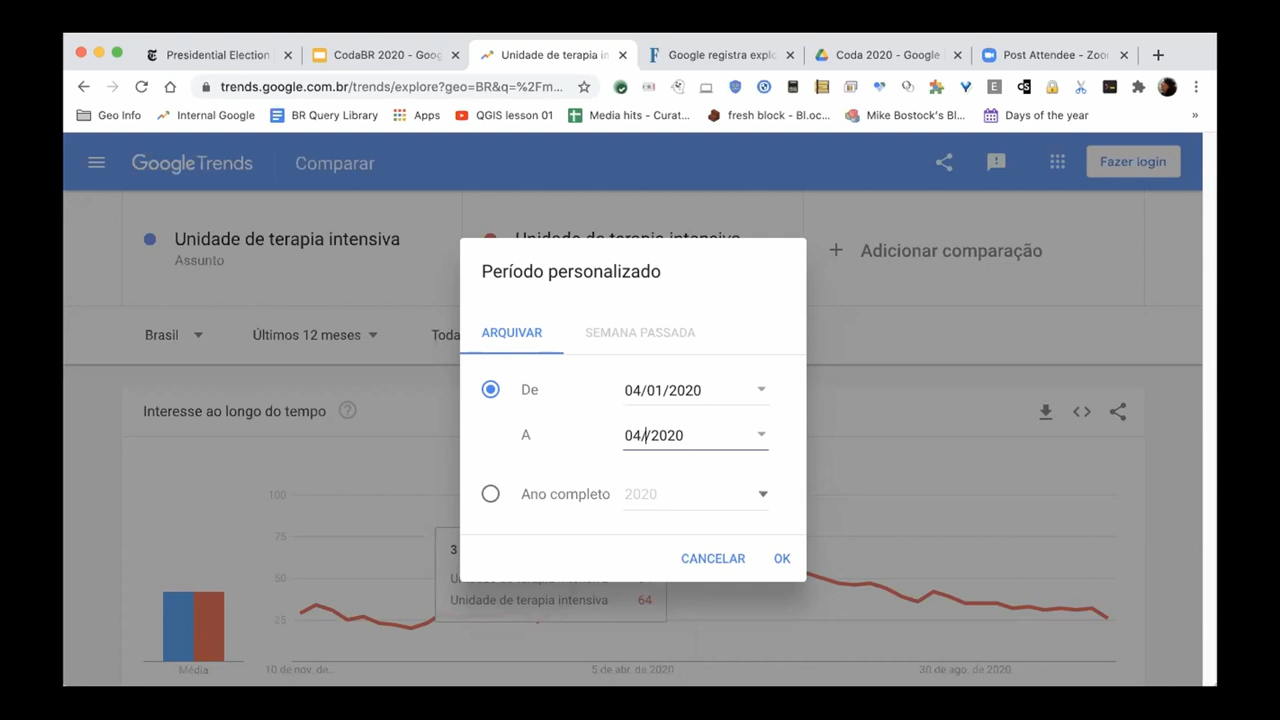 Presidential Election
CodaBR 2020 - Goog
Unidade de terapia in
Google registra explo
Coda 2020 - Google
Post Attendee - Zoo
trends.google.com.br/trends/explore?geo=BR&q=%2Fm...
Geo Info
Internal Google
BR Query Library
Apps
QGIS lesson 01
Media hits - Curat...
fresh block - Bl.oc...
Mike Bostock's Bl...
Days of the year
»
Google Trends
Comparar
Fazer login
Unidade de terapia intensiva
Assunto
Unidade de terapia intensiva
+ Adicionar comparação
Brasil
Últimos 12 meses
Toda
Período personalizado
ARQUIVAR
SEMANA PASSADA
De
04/01/2020
A
04//2020
Ano completo
2020
CANCELAR
OK
Interesse ao longo do tempo
100
75
50
25
3
Unidade de terapia intensiva
64
Média
10 de nov. de...
5 de abr. de 2020
30 de ago. de 2020